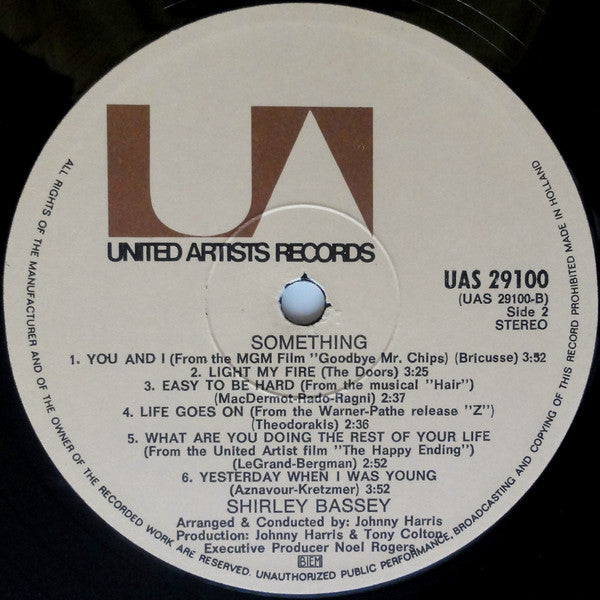 UA
UNITED ARTISTS RECORDS
UAS 29100
(UAS 29100-B)
Side 2
STEREO
SOMETHING
1. YOU AND I (From the MGM Film "Goodbye Mr. Chips) (Bricusse) 3:52
2. LIGHT MY FIRE (The Doors) 3:25
3. EASY TO BE HARD (From the musical "Hair")
(MacDermot-Rado-Ragni) 2:37
4. LIFE GOES ON (From the Warner-Pathe release "Z")
(Theodorakis) 2:36
5. WHAT ARE YOU DOING THE REST OF YOUR LIFE
(From the United Artist film "The Happy Ending")
(LeGrand-Bergman) 2:52
6. YESTERDAY WHEN I WAS YOUNG
(Aznavour-Kretzmer) 3:52
SHIRLEY BASSEY
Arranged & Conducted by: Johnny Harris
Production: Johnny Harris & Tony Colton
Executive Producer Noel Rogers
BIEM
ALL RIGHTS OF THE MANUFACTURER AND OF THE OWNER OF THE RECORDED WORK ARE RESERVED. UNAUTHORIZED PUBLIC PERFORMANCE, BROADCASTING AND COPYING OF THIS RECORD PROHIBITED MADE IN HOLLAND